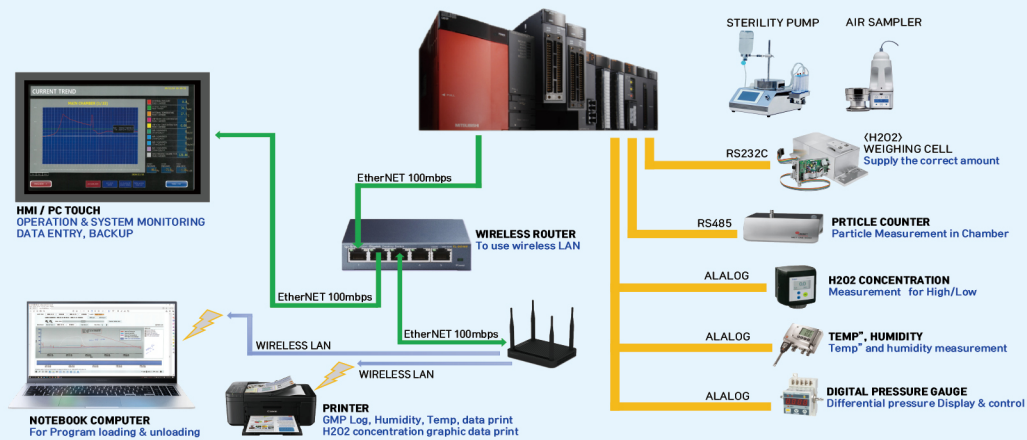 STERILITY PUMP
AIR SAMPLER
CURRENT TREND
HMI / PC TOUCH
OPERATION & SYSTEM MONITORING
DATA ENTRY, BACKUP
EtherNET 100mbps
WIRELESS ROUTER
To use wireless LAN
EtherNET 100mbps
EtherNET 100mbps
WIRELESS LAN
WIRELESS LAN
NOTEBOOK COMPUTER
For Program loading & unloading
PRINTER
GMP Log, Humidity, Temp, data print
H2O2 concentration graphic data print
RS232C
〈H2O2〉
WEIGHING CELL
Supply the correct amount
RS485
PRTICLE COUNTER
Particle Measurement in Chamber
ALALOG
H2O2 CONCENTRATION
Measurement for High/Low
ALALOG
TEMP", HUMIDITY
Temp" and humidity measurement
ALALOG
DIGITAL PRESSURE GAUGE
Differential pressure Display & control